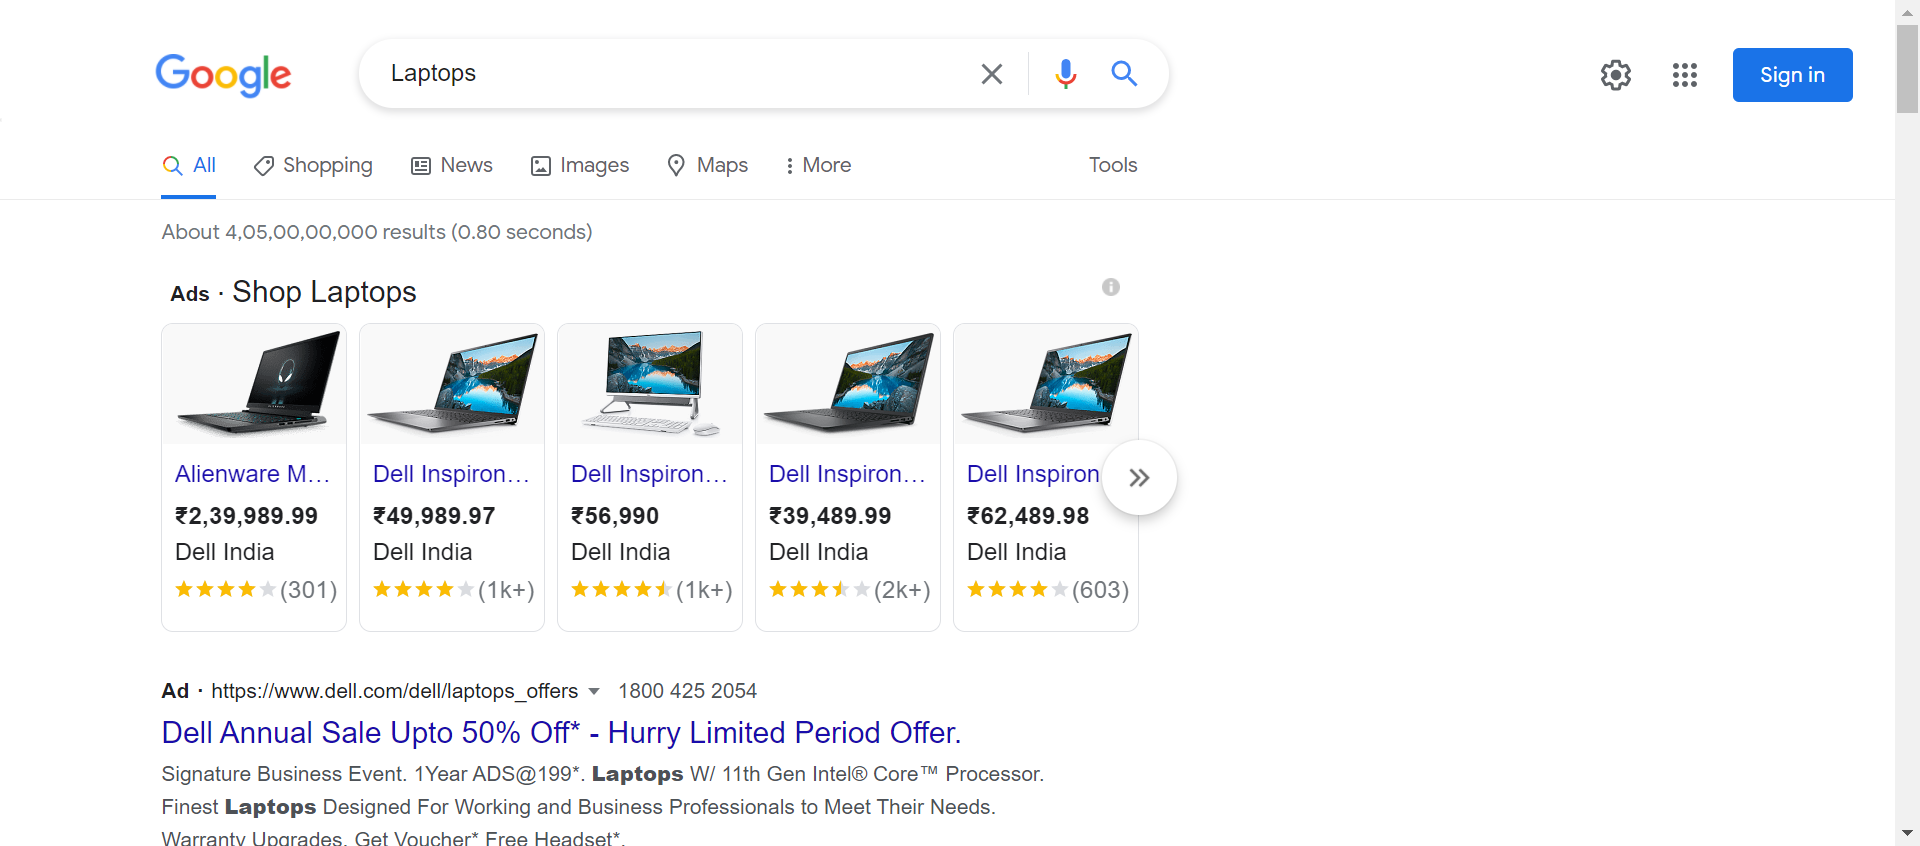 Google
Laptops
Sign in
All Shopping News Images Maps More Tools
About 4,05,00,00,000 results (0.80 seconds)
Ads · Shop Laptops
Alienware M... Dell Inspiron... Dell Inspiron... Dell Inspiron... Dell Inspiron
₹2,39,989.99 ₹49,989.97 ₹56,990 ₹39,489.99 ₹62,489.98
Dell India Dell India Dell India Dell India Dell India
(301) (1k+) (1k+) (2k+) (603)
Ad · https://www.dell.com/dell/laptops_offers 1800 425 2054
Dell Annual Sale Upto 50% Off* - Hurry Limited Period Offer.
Signature Business Event. 1Year ADS@199*. Laptops W/ 11th Gen Intel® Core™ Processor.
Finest Laptops Designed For Working and Business Professionals to Meet Their Needs.
Warranty Upgrades. Get Voucher* Free Headset*.